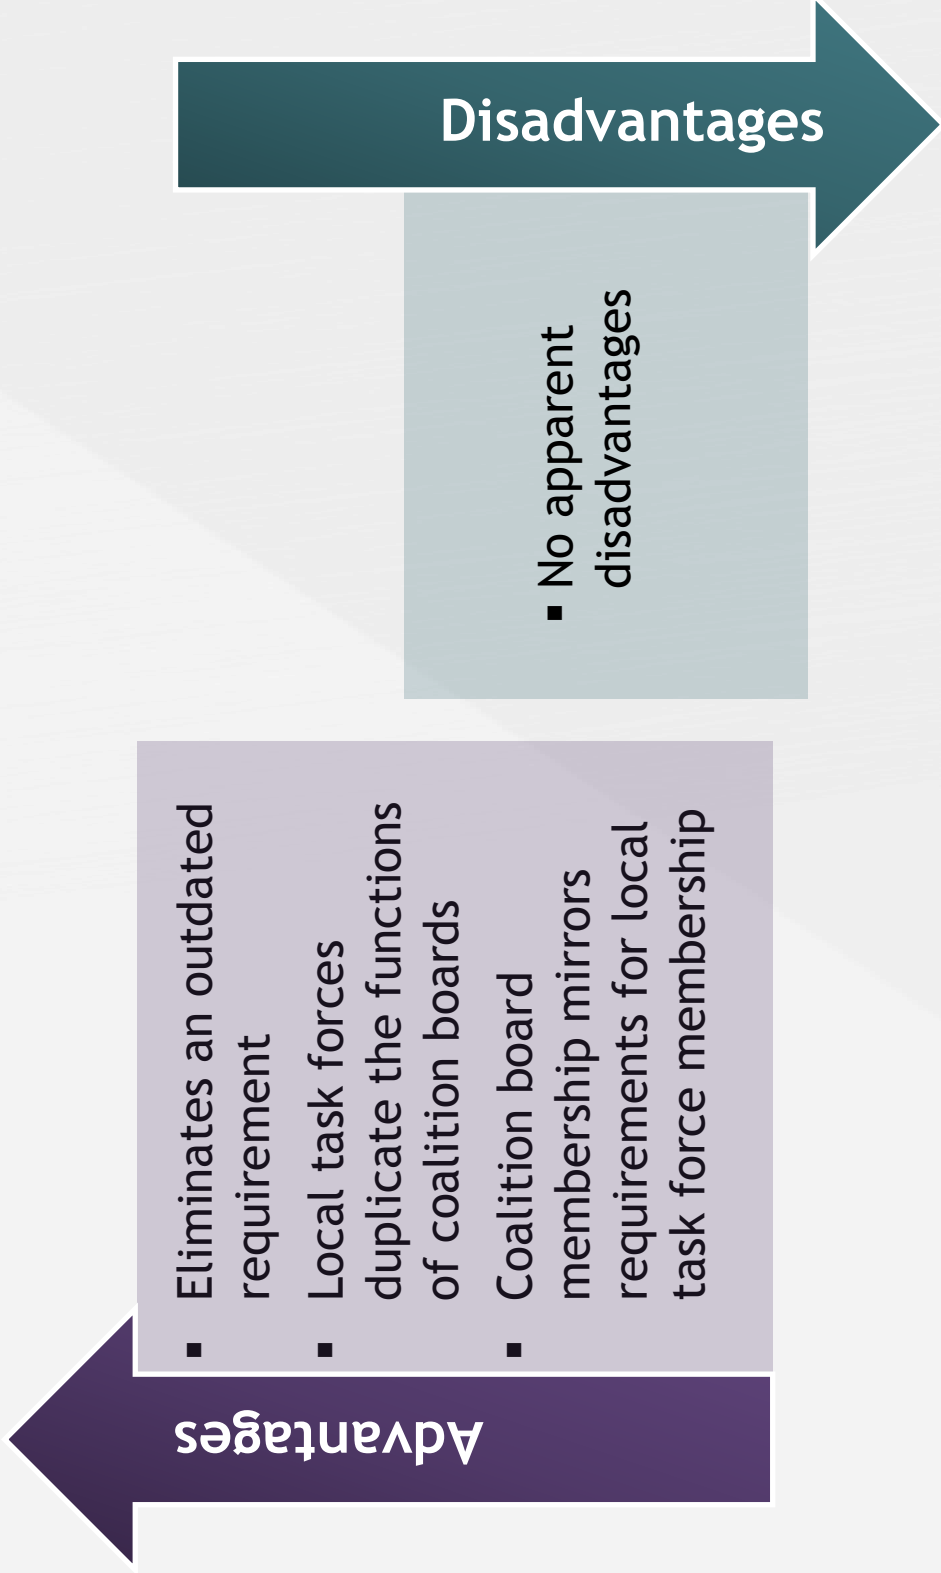 Advantages
▪ Eliminates an outdated
requirement
▪ Local task forces
duplicate the functions
of coalition boards
▪ Coalition board
membership mirrors
requirements for local
task force membership
Disadvantages
▪ No apparent
disadvantages